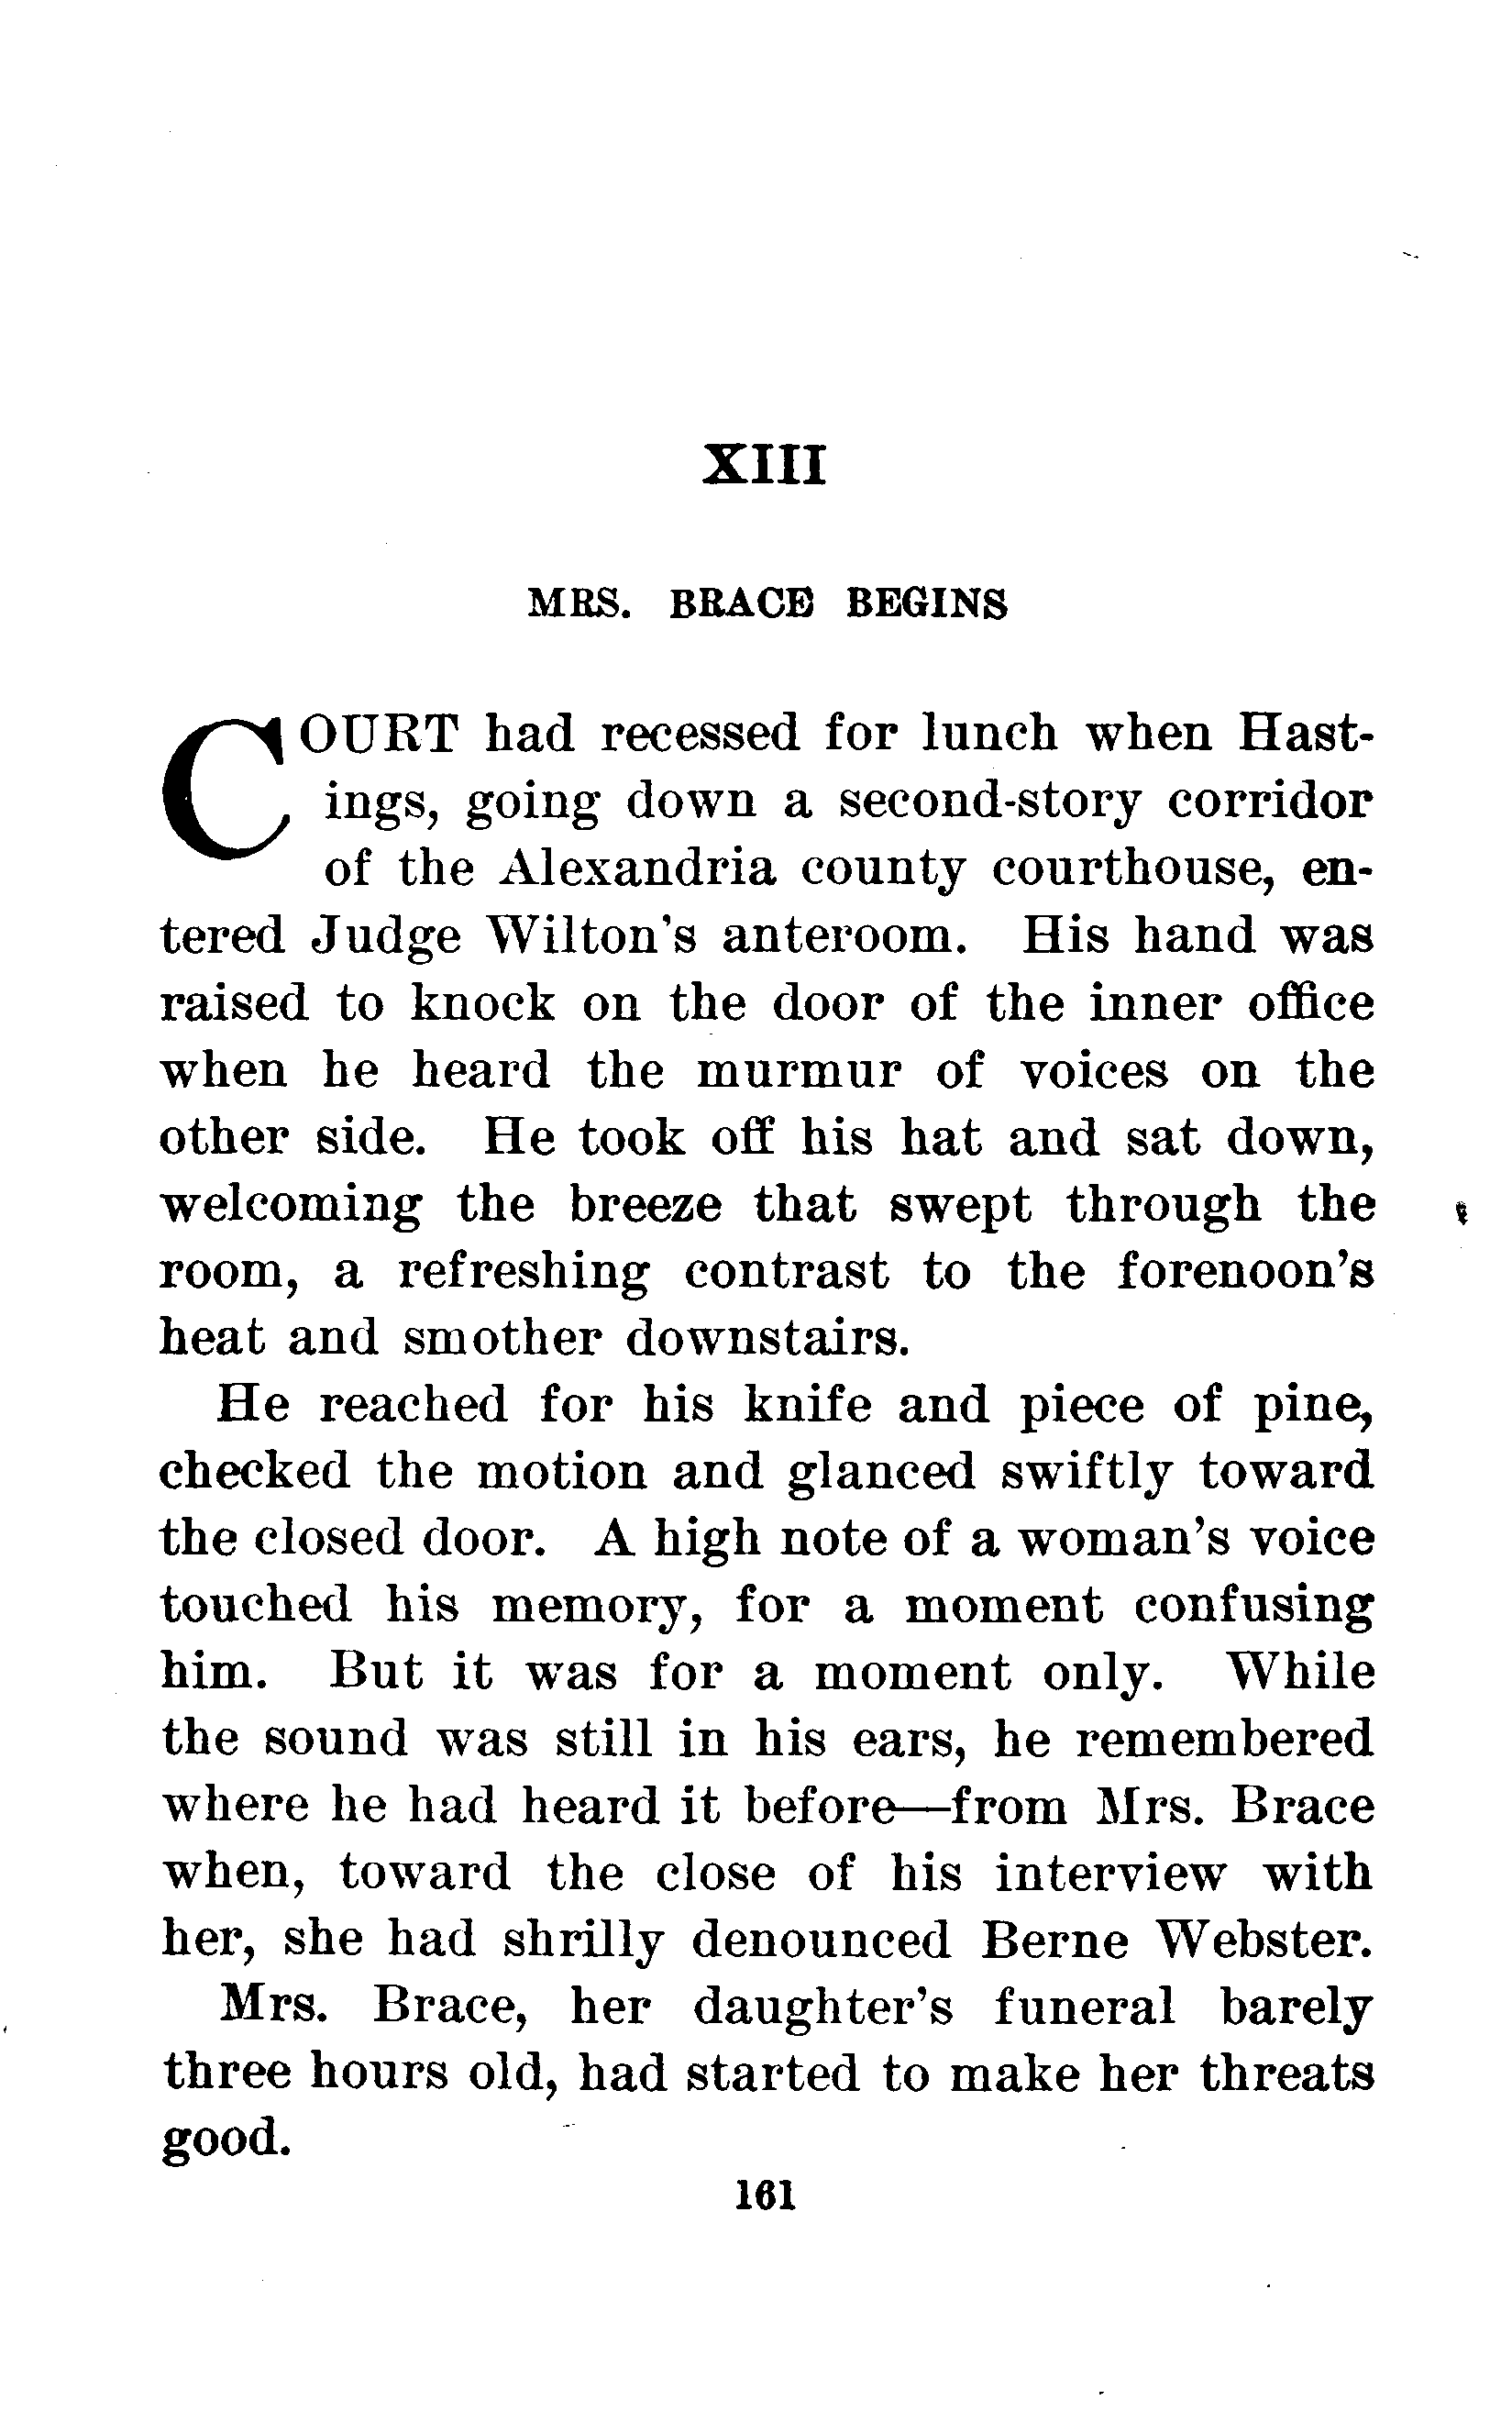 XIII
MRS. BRACE BEGINS
COURT had recessed for lunch when Hast-
ings, going down a second-story corridor
of the Alexandria county courthouse, en-
tered Judge Wilton's anteroom. His hand was
raised to knock on the door of the inner office
when he heard the murmur of voices on the
other side. He took off his hat and sat down,
welcoming the breeze that swept through the
room, a refreshing contrast to the forenoon's
heat and smother downstairs.
He reached for his knife and piece of pine,
checked the motion and glanced swiftly toward
the closed door. A high note of a woman's voice
touched his memory, for a moment confusing
him. But it was for a moment only. While
the sound was still in his ears, he remembered
where he had heard it before—from Mrs. Brace
when, toward the close of his interview with
her, she had shrilly denounced Berne Webster.
Mrs. Brace, her daughter's funeral barely
three hours old, had started to make her threats
good.
161